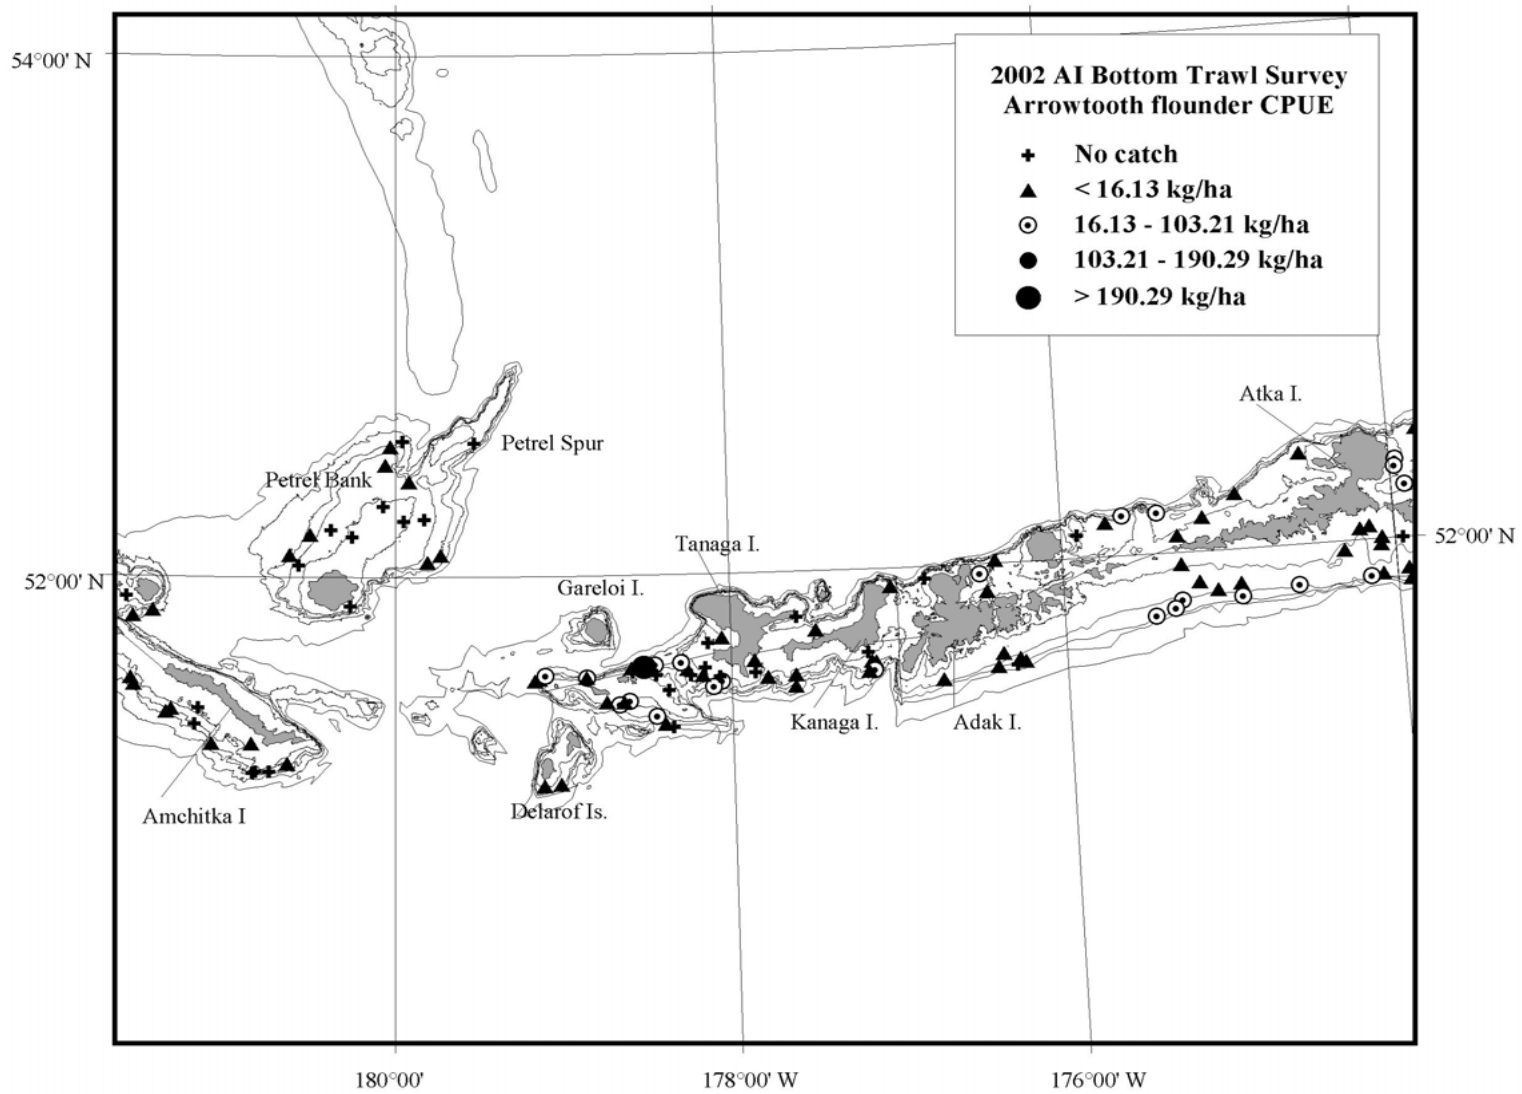 54°00' N
2002 AI Bottom Trawl Survey
Arrowtooth flounder CPUE
No catch
< 16.13 kg/ha
16.13 - 103.21 kg/ha
103.21 - 190.29 kg/ha
> 190.29 kg/ha
Atka I.
Petrel Spur
Petrel Bank
52°00' N
Tanaga I.
52°00' N
Gareloi I.
Kanaga I.
Adak I.
Delarof Is.
Amchitka I
180°00'
178°00' W
176°00' W